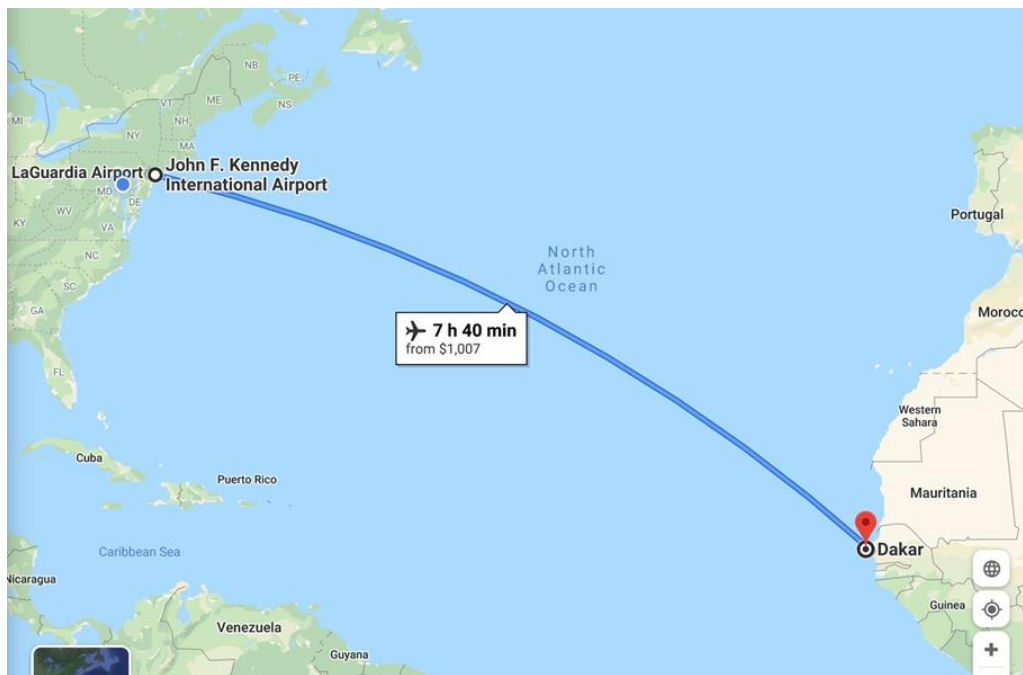 NB
PE
MI
VT
ME
NS
NH
NY
MA
LaGuardia Airport
John F. Kennedy
International Airport
MD
DE
WV
KY
VA
Portugal
NC
North
Atlantic
Ocean
SC
GA
Morocc
7 h 40 min
from $1,007
FL
Western
Sahara
Cuba
Puerto Rico
Mauritania
Caribbean Sea
Dakar
Nicaragua
Guinea
Venezuela
Guyana